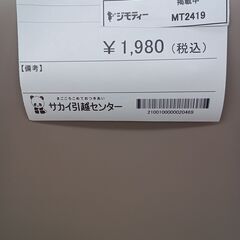 掲載中
ジモティー
MT2419
¥1,980(税込)
【備考】
まごころこめておつきあい
サカイ引越センター
2100100000020469